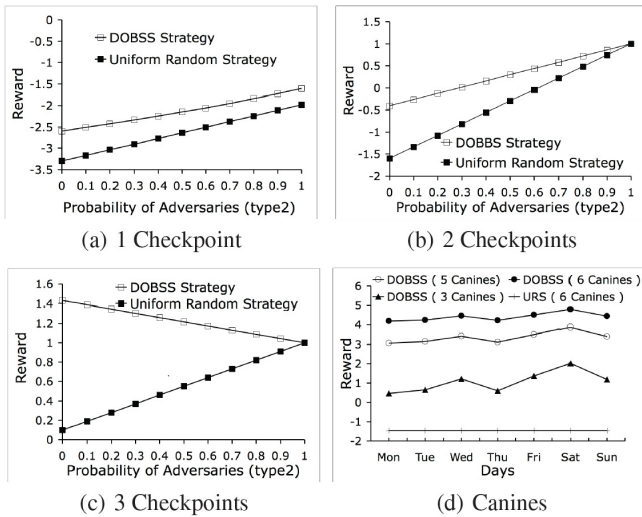 0
-0.5
-1
-1.5
-2
-2.5
-3
-3.5
Reward
DOBSS Strategy
Uniform Random Strategy
0 0.1 0.2 0.3 0.4 0.5 0.6 0.7 0.8 0.9 1
Probability of Adversaries (type2)
(a) 1 Checkpoint
1.5
1
0.5
0
-0.5
-1
-1.5
-2
Reward
DOBBS Strategy
Uniform Random Strategy
0 0.1 0.2 0.3 0.4 0.5 0.6 0.7 0.8 0.9 1
Probability of Adversaries (type2)
(b) 2 Checkpoints
1.6
1.4
1.2
1
0.8
0.6
0.4
0.2
0
Reward
DOBSS Strategy
Uniform Random Strategy
0 0.1 0.2 0.3 0.4 0.5 0.6 0.7 0.8 0.9 1
Probability of Adversaries (type2)
(c) 3 Checkpoints
DOBSS ( 5 Canines) DOBSS ( 6 Canines )
DOBSS ( 3 Canines ) URS ( 6 Canines )
6
5
4
3
2
1
0
-1
-2
Reward
Mon Tue Wed Thu Fri Sat Sun
Days
(d) Canines